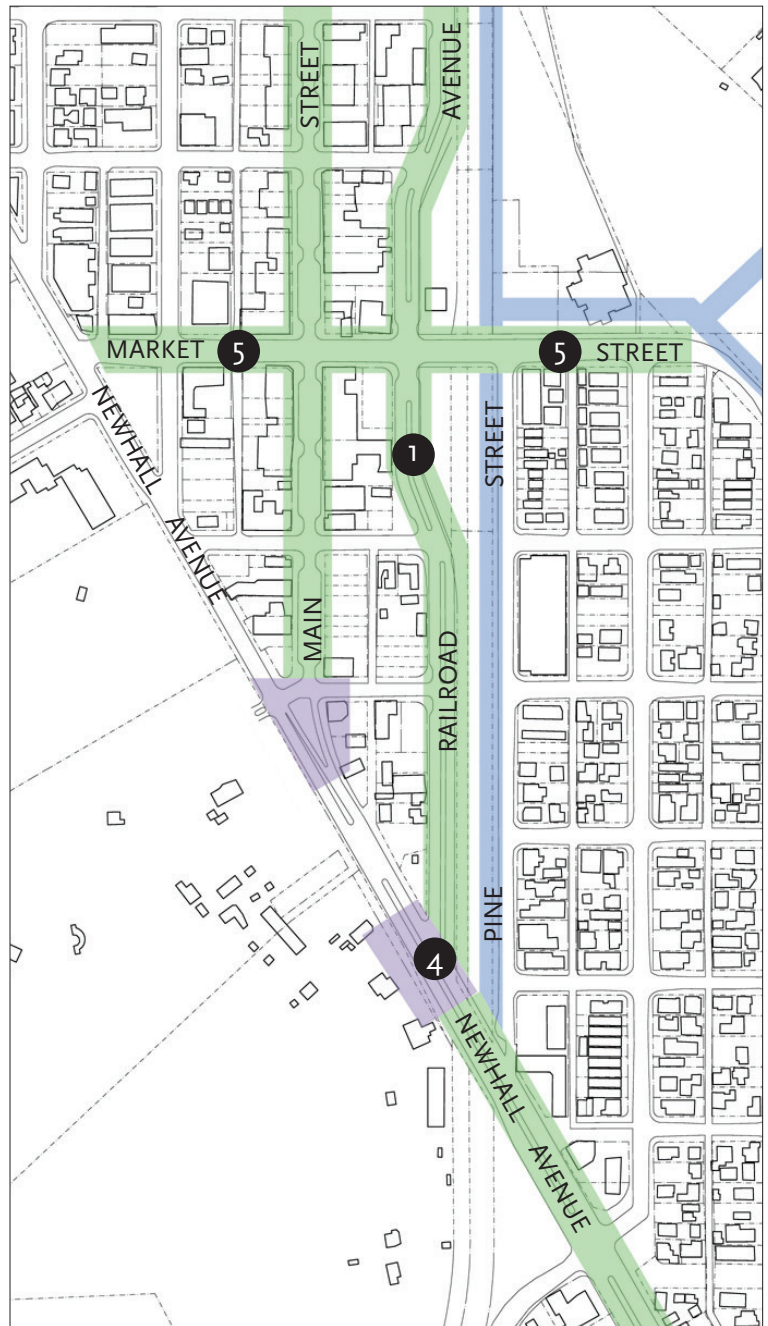 STREET
AVENUE
MARKET
5
5
STREET
NEWHALL
AVENUE
1
STREET
MAIN
RAILROAD
PINE
4
NEWHALL
AVENUE